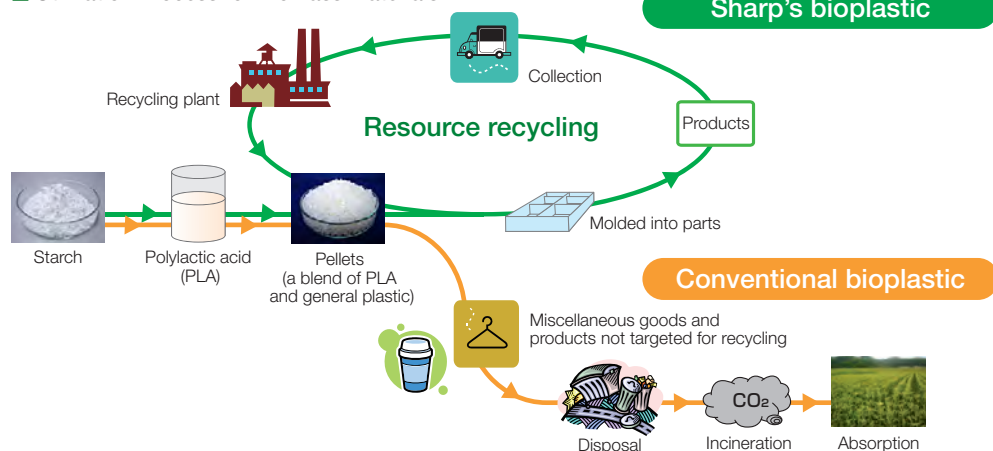 Sharp's bioplastic
Collection
Recycling plant
Resource recycling
Products
Molded into parts
Starch
Polylactic acid
(PLA)
Pellets
(a blend of PLA
and general plastic)
Conventional bioplastic
Miscellaneous goods and
products not targeted for recycling
CO₂
Disposal
Incineration
Absorption